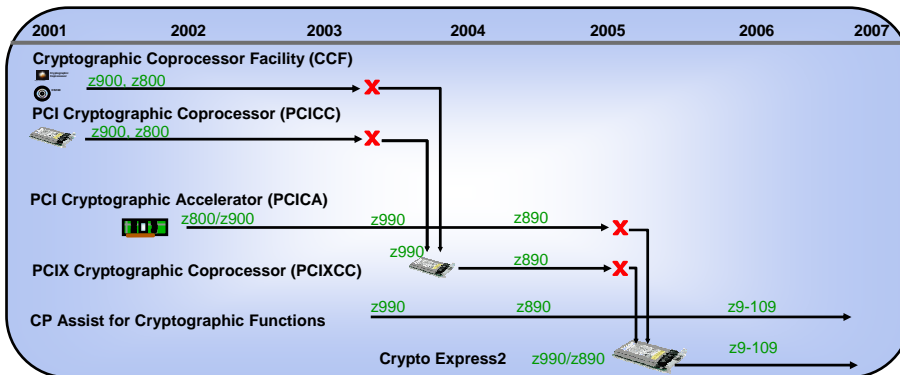 2001 2002 2003 2004 2005 2006 2007
Cryptographic Coprocessor Facility (CCF)
z900, z800
X
PCI Cryptographic Coprocessor (PCICC)
z900, z800
X
PCI Cryptographic Accelerator (PCICA)
z800/z900 z990 z890
X
z990
PCIX Cryptographic Coprocessor (PCIXCC)
z890
X
z990 z890 z9-109
CP Assist for Cryptographic Functions
Crypto Express2
z990/z890
z9-109